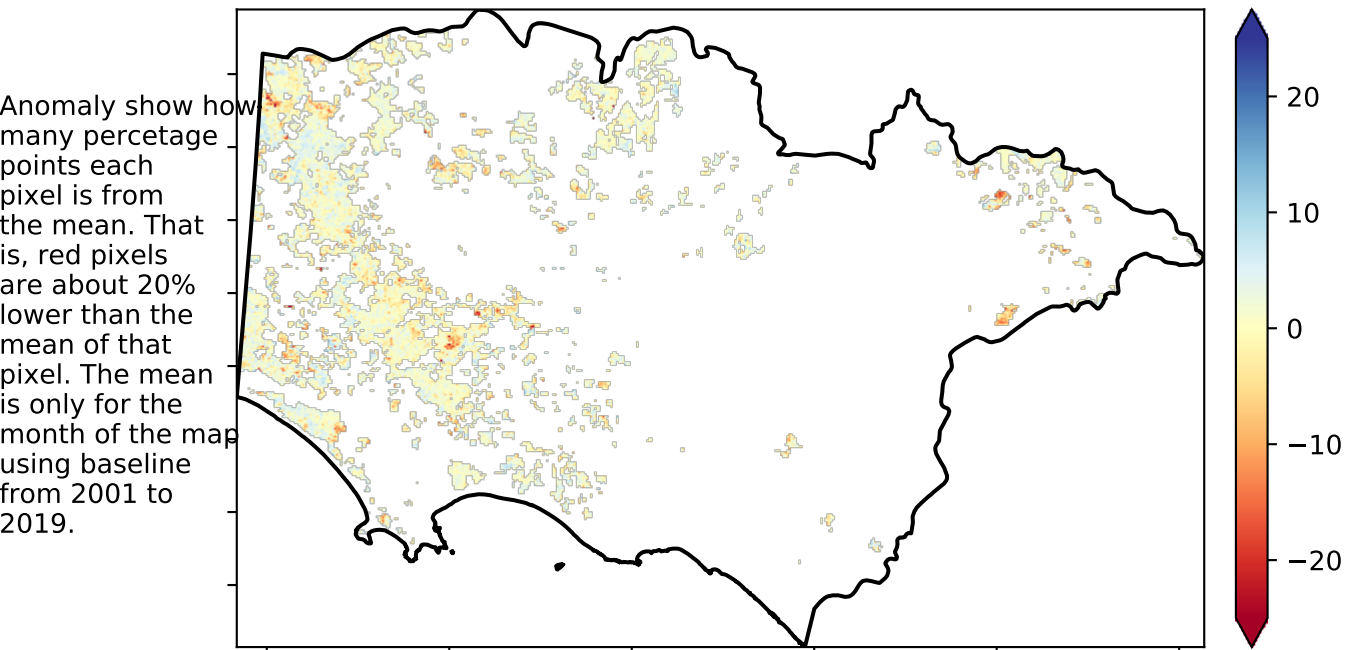 Anomaly show how
many percetage
points each
pixel is from
the mean. That
is, red pixels
are about 20%
lower than the
mean of that
pixel. The mean
is only for the
month of the map
using baseline
from 2001 to
2019.
20
10
0
−10
−20